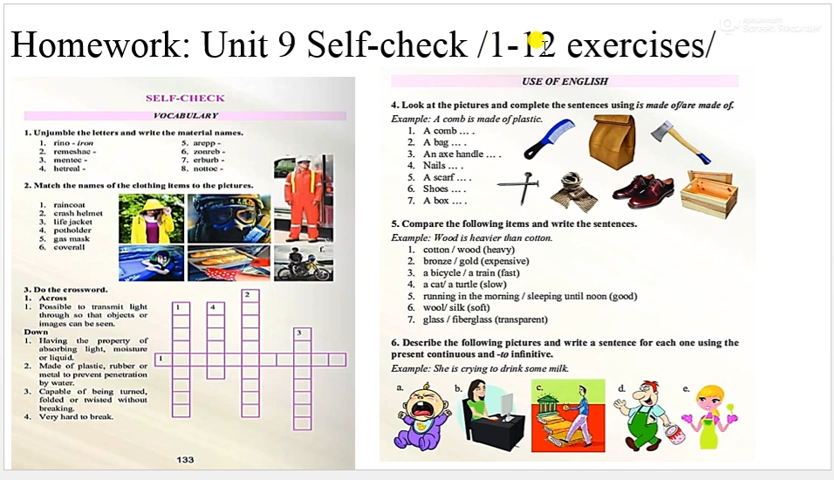 Homework: Unit 9 Self-check /1-12 exercises/
SELF-CHECK
VOCABULARY
1. Unjumble the letters and write the material names.
1. rino - iron
2. remeshac -
3. mentec -
4. hetreal -
5. arepp -
6. zonreb -
7. erburb -
8. nottoc -
2. Match the names of the clothing items to the pictures.
1. raincoat
2. crash helmet
3. life jacket
4. potholder
5. gas mask
6. coverall
f.
3. Do the crossword.
1. Across
1. Possible to transmit light
through so that objects or
images can be seen.
Down
1. Having the property of
absorbing light, moisture
or liquid.
2. Made of plastic, rubber or
metal to prevent penetration
by water.
3. Capable of being turned,
folded or twisted without
breaking.
4. Very hard to break.
2
1
4
3
1
133
USE OF ENGLISH
4. Look at the pictures and complete the sentences using is made of/are made of.
Example: A comb is made of plastic.
1. A comb ... .
2. A bag ... .
3. An axe handle ... .
4. Nails ... .
5. A scarf ... .
6. Shoes ... .
7. A box ... .
5. Compare the following items and write the sentences.
Example: Wood is heavier than cotton.
1. cotton / wood (heavy)
2. bronze / gold (expensive)
3. a bicycle / a train (fast)
4. a cat/ a turtle (slow)
5. running in the morning / sleeping until noon (good)
6. wool/ silk (soft)
7. glass / fiberglass (transparent)
6. Describe the following pictures and write a sentence for each one using the
present continuous and -to infinitive.
Example: She is crying to drink some milk.
a.
b.
c.
d.
e.